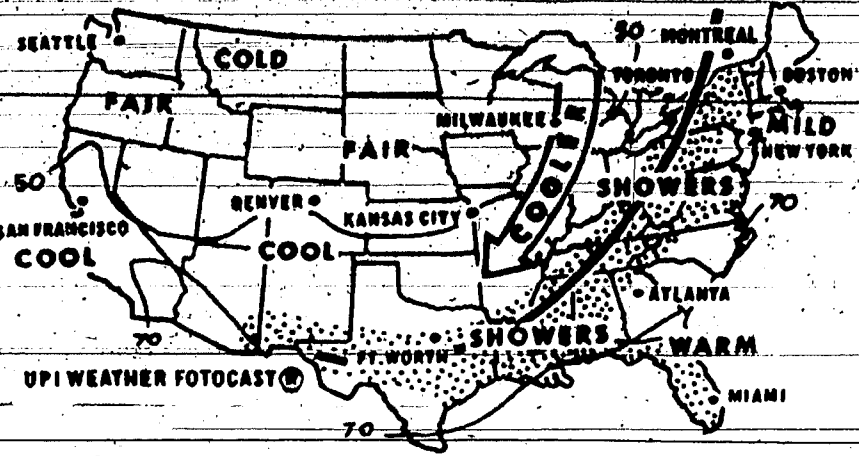 50 MONTREAL
SEATTLE
COLD
TORONTO
BOSTON
FAIR
MILWAUKEE
MILD
FAIR
COOLER
NEW YORK
50
SHOWERS
DENVER
KANSAS CITY
70
SAN FRANCISCO
COOL
COOL
ATLANTA
70
SHOWERS
WARM
FT. WORTH
UPI WEATHER FOTOCAST
MIAMI
70